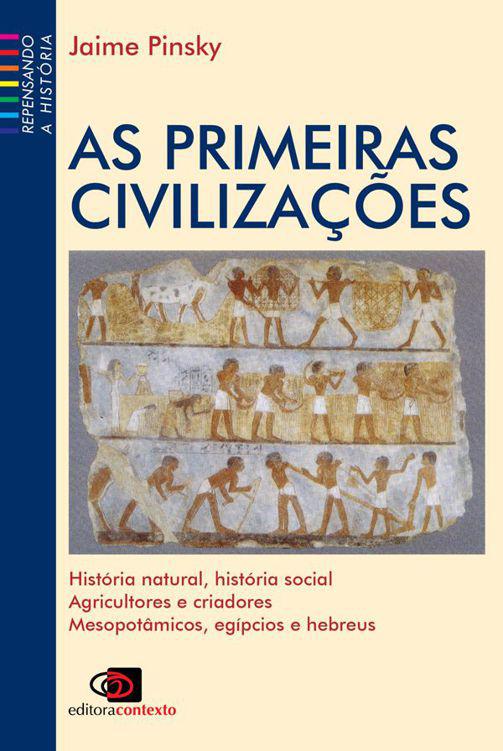 REPENSANDO
A HISTÓRIA
Jaime Pinsky
AS PRIMEIRAS
CIVILIZAÇÕES
História natural, história social
Agricultores e criadores
Mesopotâmicos, egípcios e hebreus
editoracontexto